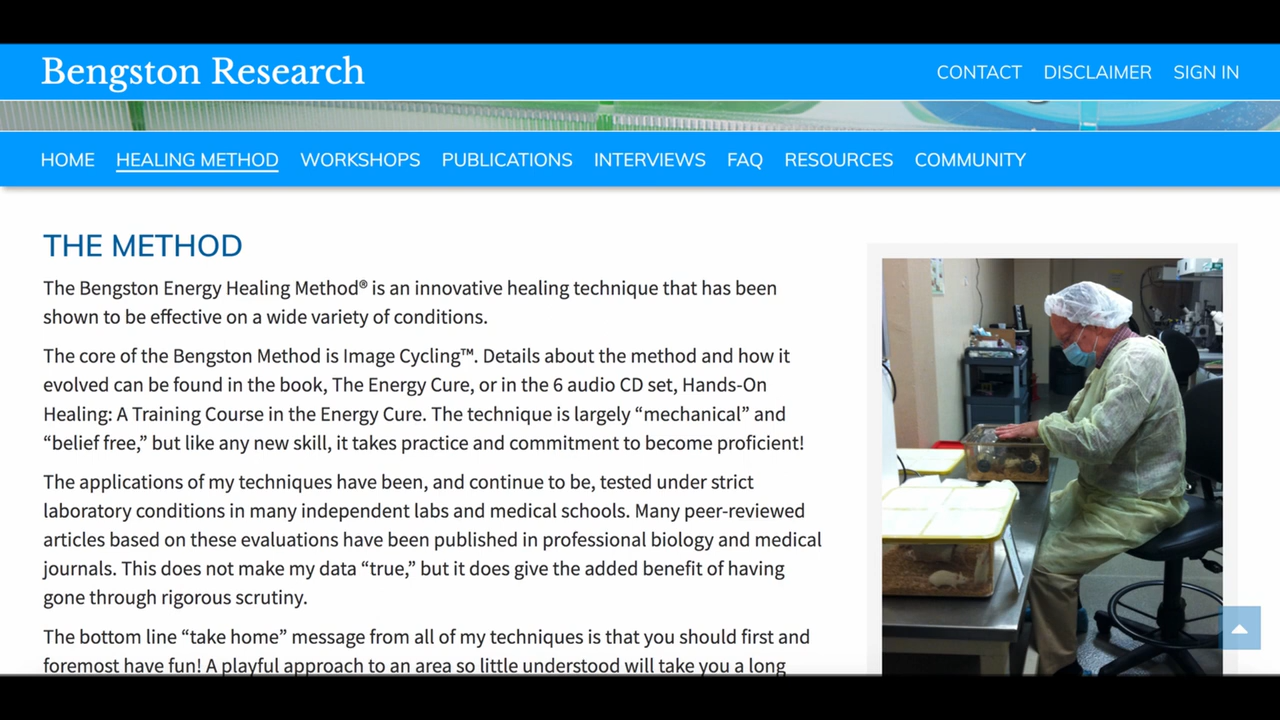 Bengston Research
CONTACT DISCLAIMER SIGN IN
HOME HEALING METHOD WORKSHOPS PUBLICATIONS INTERVIEWS FAQ RESOURCES COMMUNITY
THE METHOD
The Bengston Energy Healing Method® is an innovative healing technique that has been
shown to be effective on a wide variety of conditions.
The core of the Bengston Method is Image Cycling™. Details about the method and how it
evolved can be found in the book, The Energy Cure, or in the 6 audio CD set, Hands-On
Healing: A Training Course in the Energy Cure. The technique is largely “mechanical” and
“belief free,” but like any new skill, it takes practice and commitment to become proficient!
The applications of my techniques have been, and continue to be, tested under strict
laboratory conditions in many independent labs and medical schools. Many peer-reviewed
articles based on these evaluations have been published in professional biology and medical
journals. This does not make my data “true,” but it does give the added benefit of having
gone through rigorous scrutiny.
The bottom line “take home” message from all of my techniques is that you should first and
foremost have fun! A playful approach to an area so little understood will take you a long